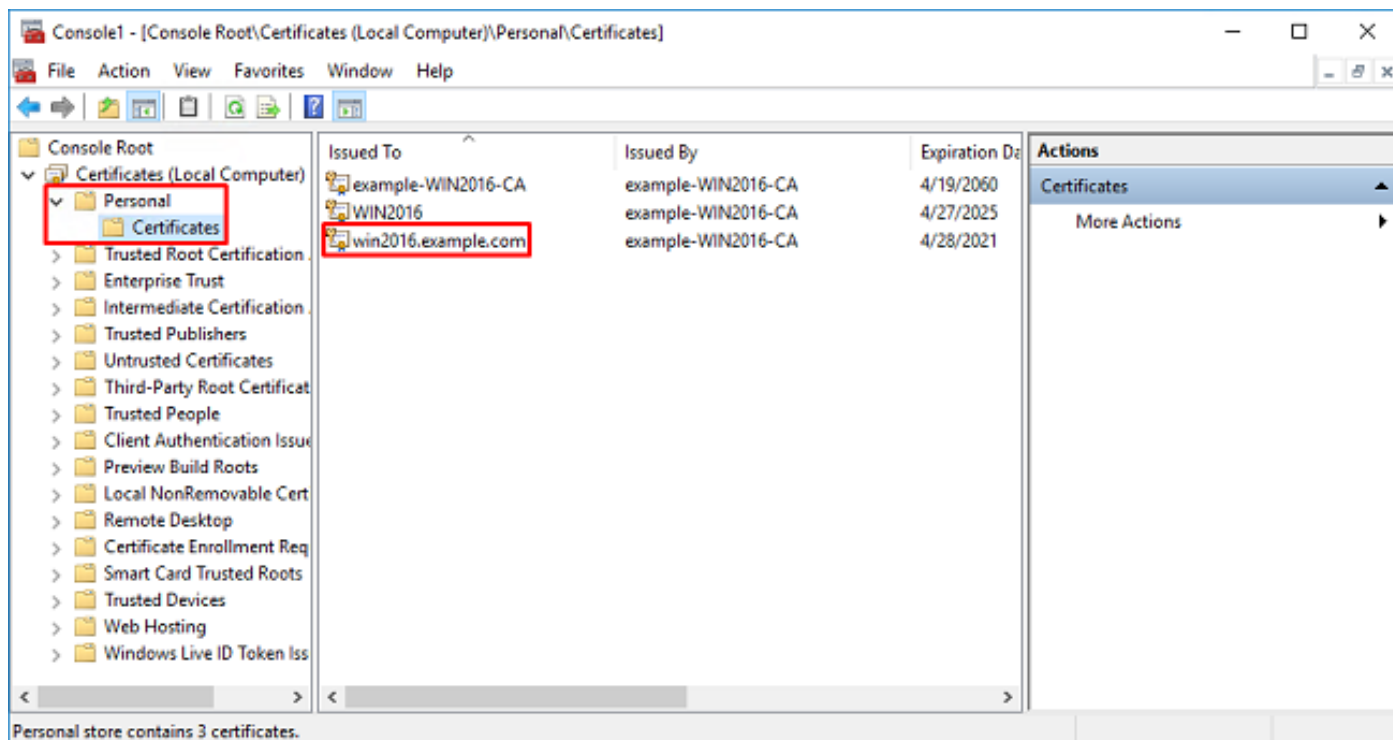 Console1 - [Console Root\Certificates (Local Computer)\Personal\Certificates]
File Action View Favorites Window Help
Console Root
Certificates (Local Computer)
Personal
Certificates
Trusted Root Certification
Enterprise Trust
Intermediate Certification
Trusted Publishers
Untrusted Certificates
Third-Party Root Certificat
Trusted People
Client Authentication Issue
Preview Build Roots
Local NonRemovable Cert
Remote Desktop
Certificate Enrollment Req
Smart Card Trusted Roots
Trusted Devices
Web Hosting
Windows Live ID Token Iss
Issued To Issued By Expiration Da
example-WIN2016-CA example-WIN2016-CA 4/19/2060
WIN2016 example-WIN2016-CA 4/27/2025
win2016.example.com example-WIN2016-CA 4/28/2021
Actions
Certificates
More Actions
Personal store contains 3 certificates.